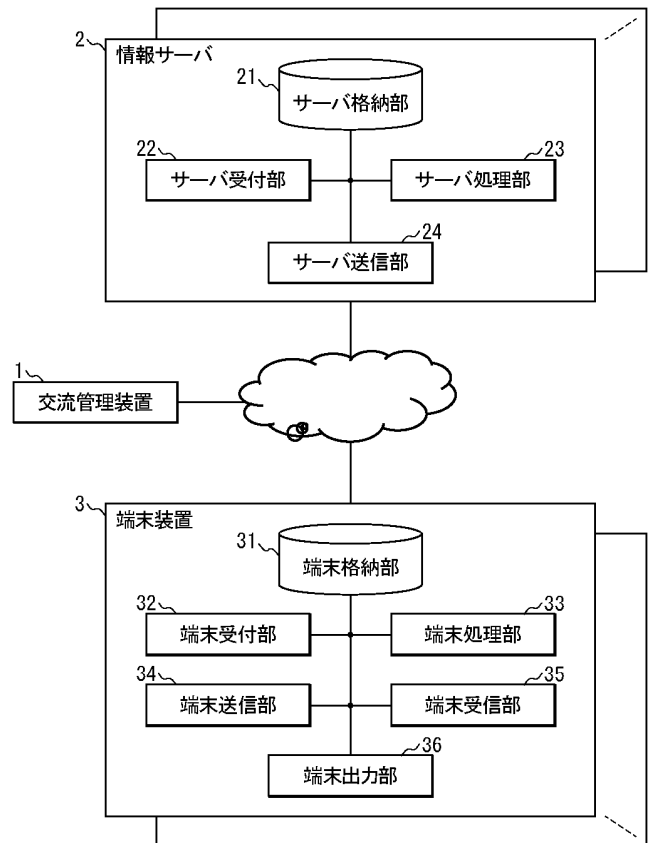 2
情報サーバ
21
サーバ格納部
22
サーバ受付部
23
サーバ処理部
24
サーバ送信部
1
交流管理装置
3
端末装置
31
端末格納部
32
端末受付部
33
端末処理部
34
端末送信部
35
端末受信部
36
端末出力部